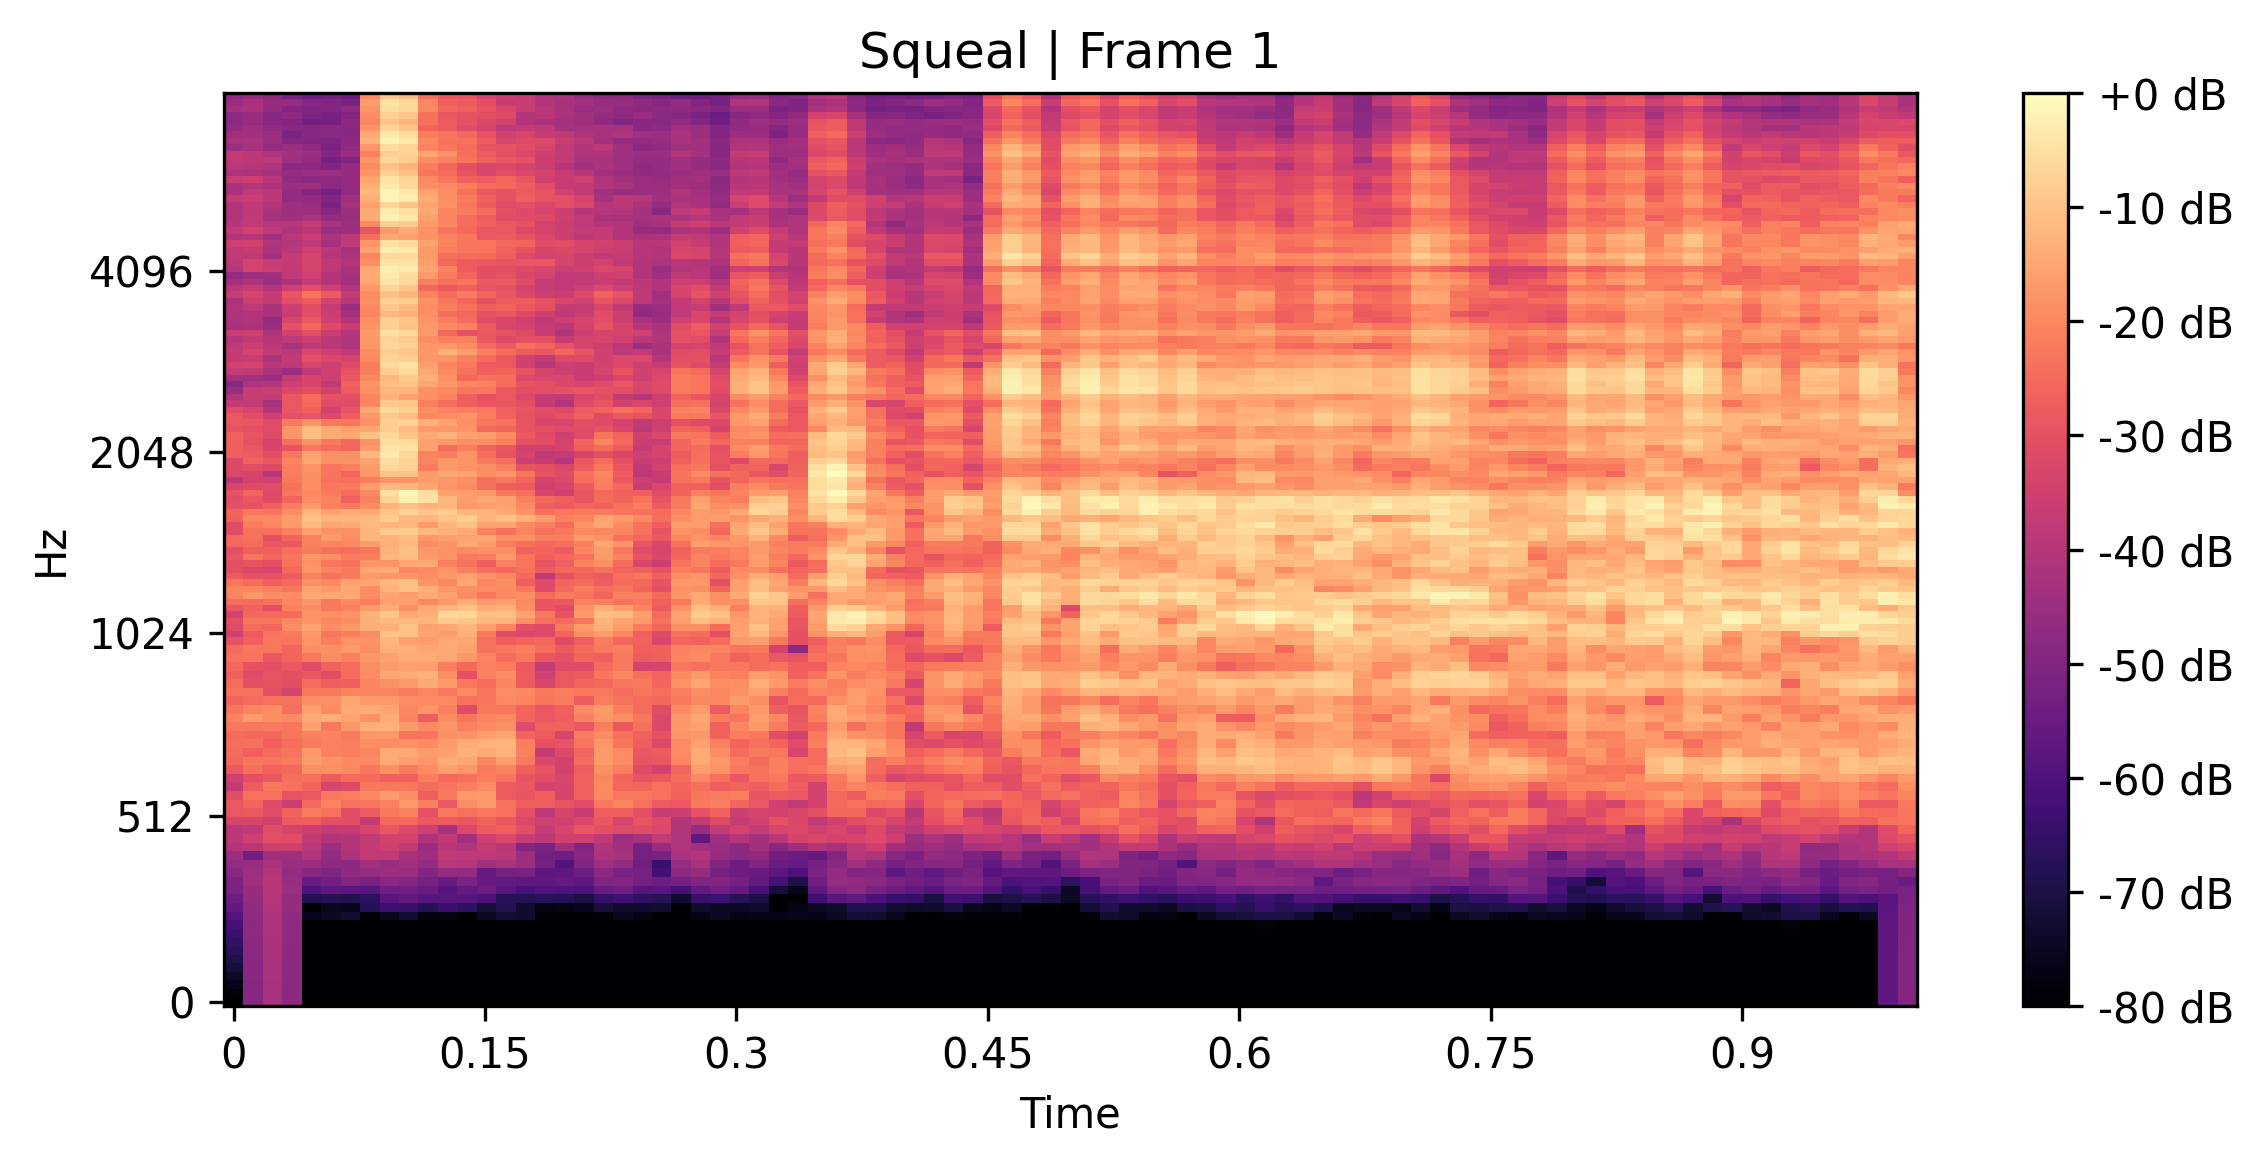 Squeal | Frame 1
+0 dB
-10 dB
-20 dB
-30 dB
-40 dB
-50 dB
-60 dB
-70 dB
-80 dB
Hz
4096
2048
1024
512
0
0 0.15 0.3 0.45 0.6 0.75 0.9
Time